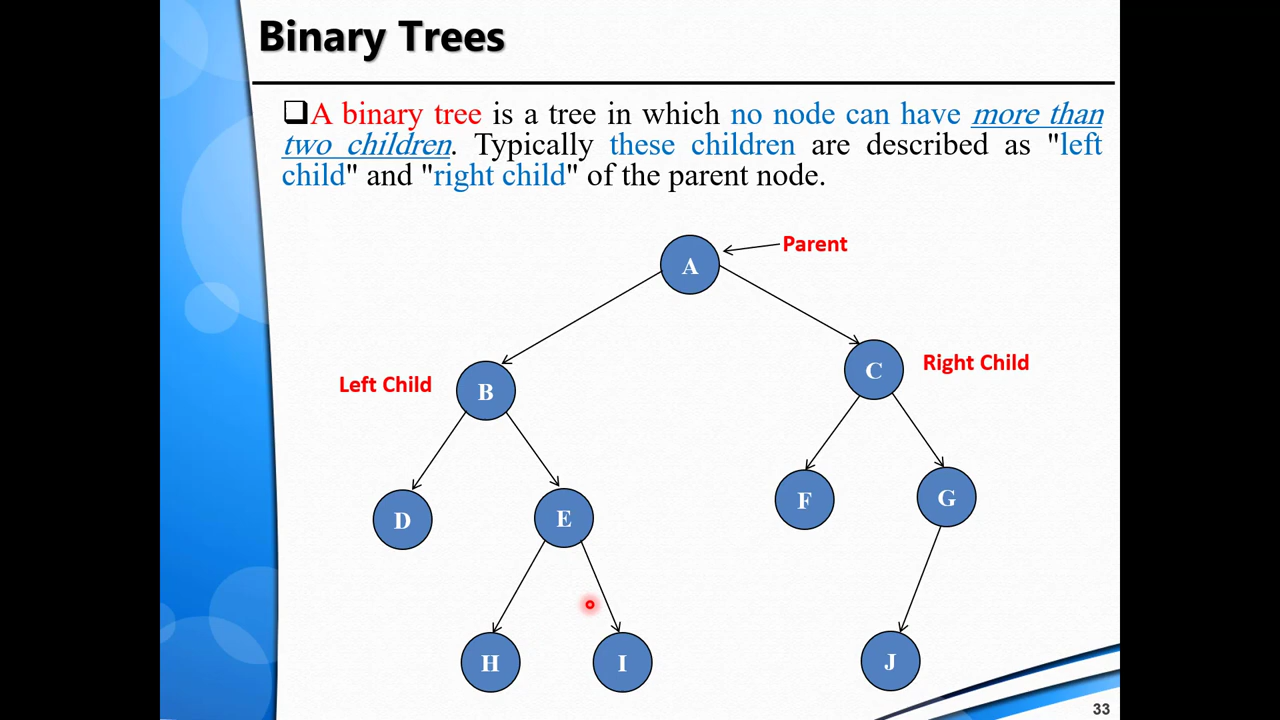 Binary Trees
❑A binary tree is a tree in which no node can have more than
two children. Typically these children are described as "left
child" and "right child" of the parent node.
Parent
A
Left Child
B
C
Right Child
D
E
F
G
H
I
J
33